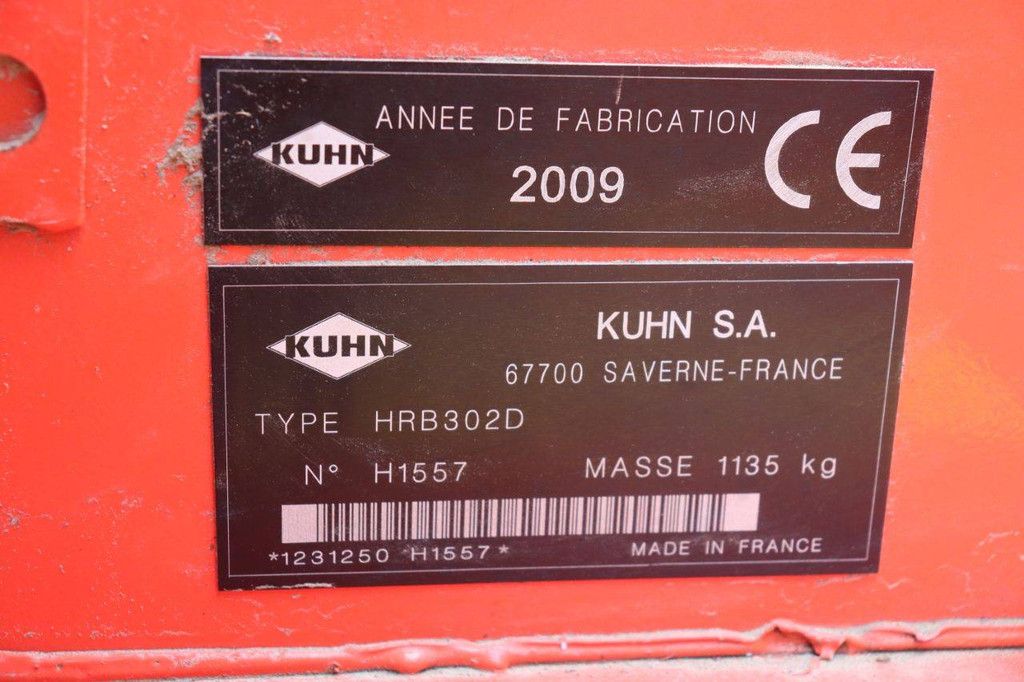 KUHN
ANNEE DE FABRICATION
2009
CE
KUHN
KUHN S.A.
67700 SAVERNE-FRANCE
TYPE HRB302D
N° H1557 MASSE 1135 kg
*1231250 H1557* MADE IN FRANCE